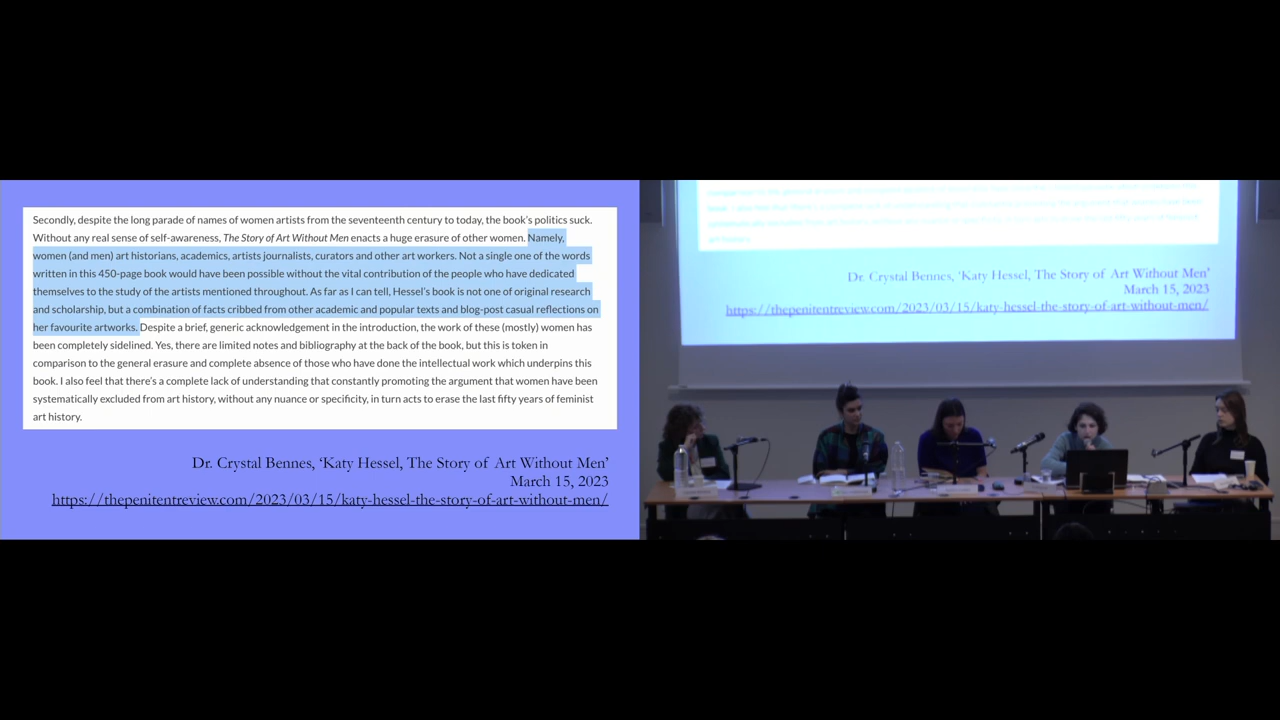 Secondly, despite the long parade of names of women artists from the seventeenth century to today, the book's politics suck.
Without any real sense of self-awareness, The Story of Art Without Men enacts a huge erasure of other women. Namely,
women (and men) art historians, academics, artists journalists, curators and other art workers. Not a single one of the words
written in this 450-page book would have been possible without the vital contribution of the people who have dedicated
themselves to the study of the artists mentioned throughout. As far as I can tell, Hessel's book is not one of original research
and scholarship, but a combination of facts cribbed from other academic and popular texts and blog-post casual reflections on
her favourite artworks. Despite a brief, generic acknowledgement in the introduction, the work of these (mostly) women has
been completely sidelined. Yes, there are limited notes and bibliography at the back of the book, but this is token in
comparison to the general erasure and complete absence of those who have done the intellectual work which underpins this
book. I also feel that there's a complete lack of understanding that constantly promoting the argument that women have been
systematically excluded from art history, without any nuance or specificity, in turn acts to erase the last fifty years of feminist
art history.
Dr. Crystal Bennes, 'Katy Hessel, The Story of Art Without Men'
March 15, 2023
https://thepenitentreview.com/2023/03/15/katy-hessel-the-story-of-art-without-men/
Dr. Crystal Bennes, 'Katy Hessel, The Story of Art Without Men'
March 15, 2023
https://thepenitentreview.com/2023/03/15/katy-hessel-the-story-of-art-without-men/